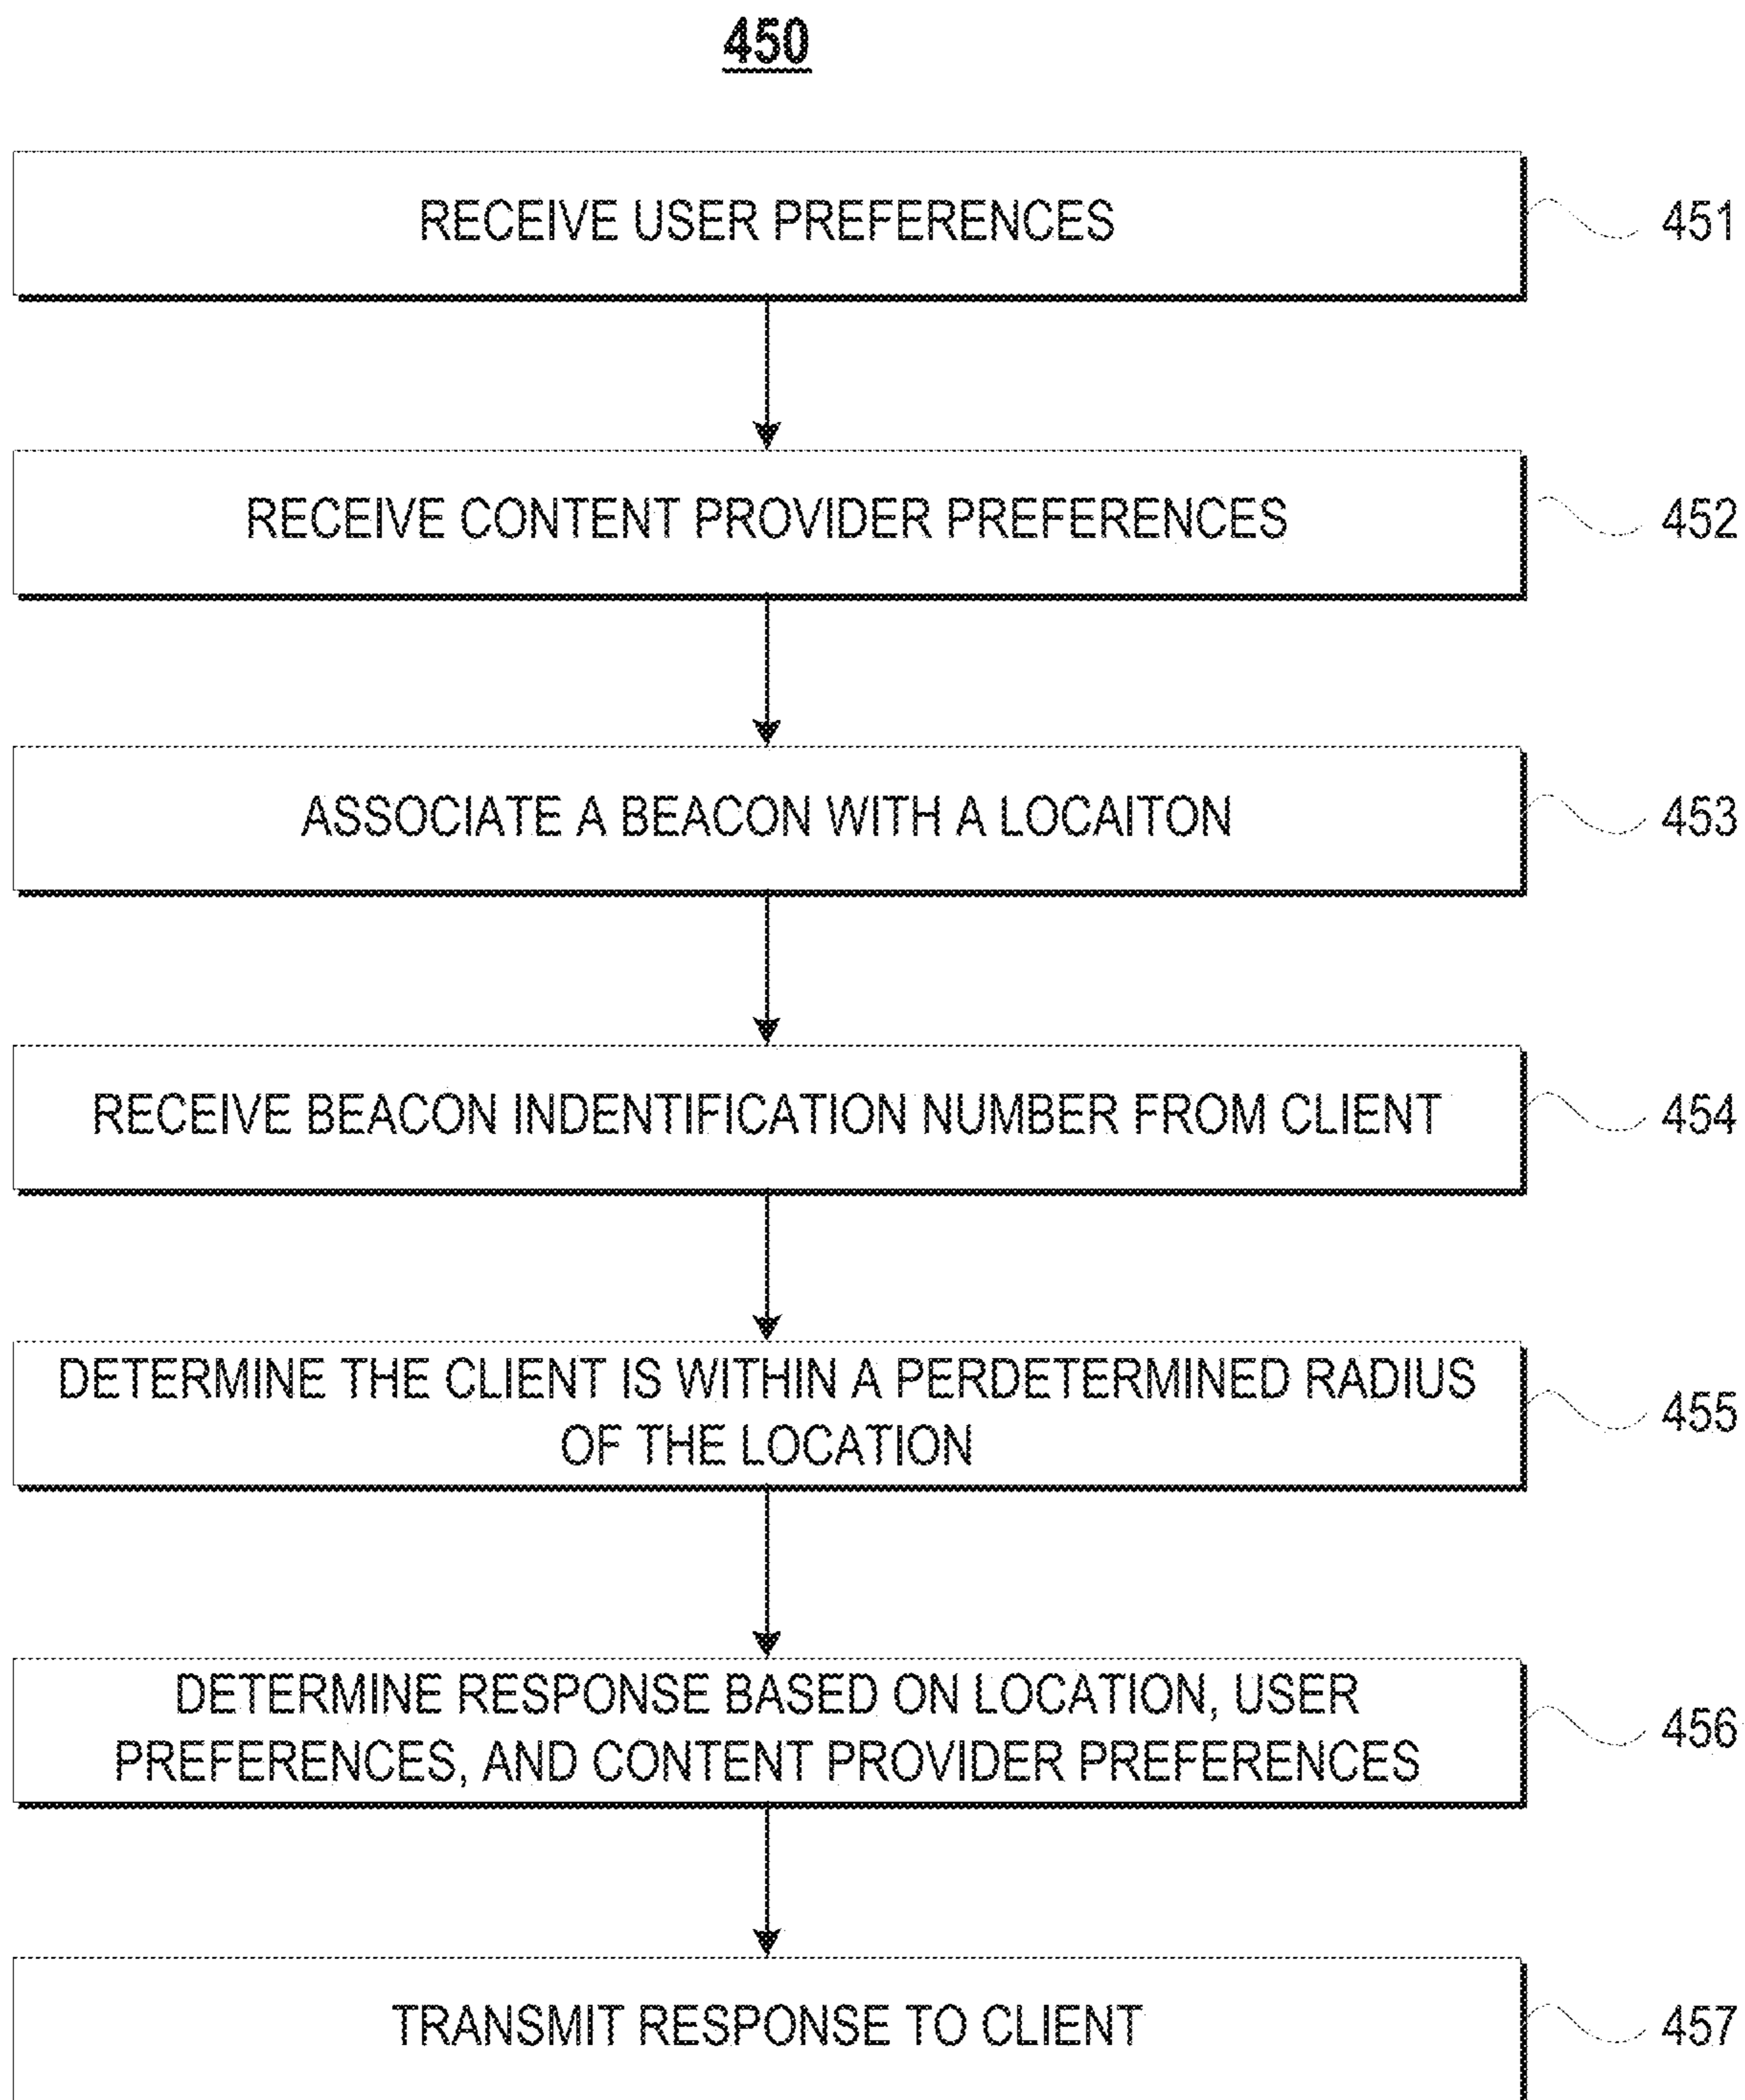 450
RECEIVE USER PREFERENCES
451
RECEIVE CONTENT PROVIDER PREFERENCES
452
ASSOCIATE A BEACON WITH A LOCAITON
453
RECEIVE BEACON INDENTIFICATION NUMBER FROM CLIENT
454
DETERMINE THE CLIENT IS WITHIN A PERDETERMINED RADIUS
OF THE LOCATION
455
DETERMINE RESPONSE BASED ON LOCATION, USER
PREFERENCES, AND CONTENT PROVIDER PREFERENCES
456
TRANSMIT RESPONSE TO CLIENT
457